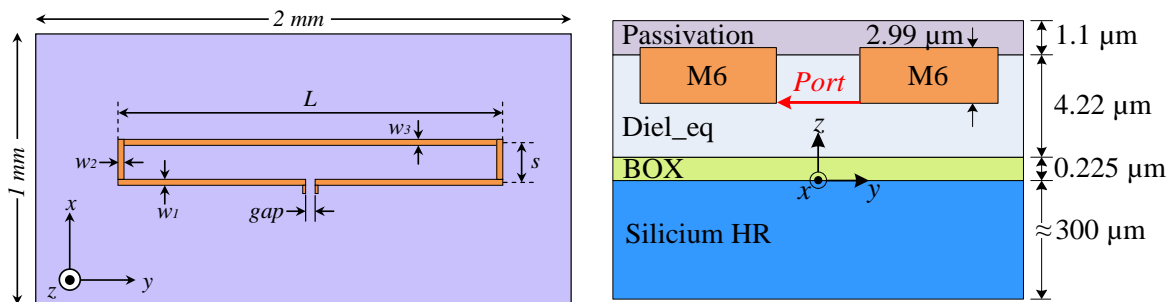 2 mm
1 mm
L
w3
w2
s
w1
gap
x
z
y
Passivation
2.99 µm
1.1 µm
M6
Port
M6
4.22 µm
Diel_eq
z
BOX
0.225 µm
x
y
Silicium HR
≈300 µm